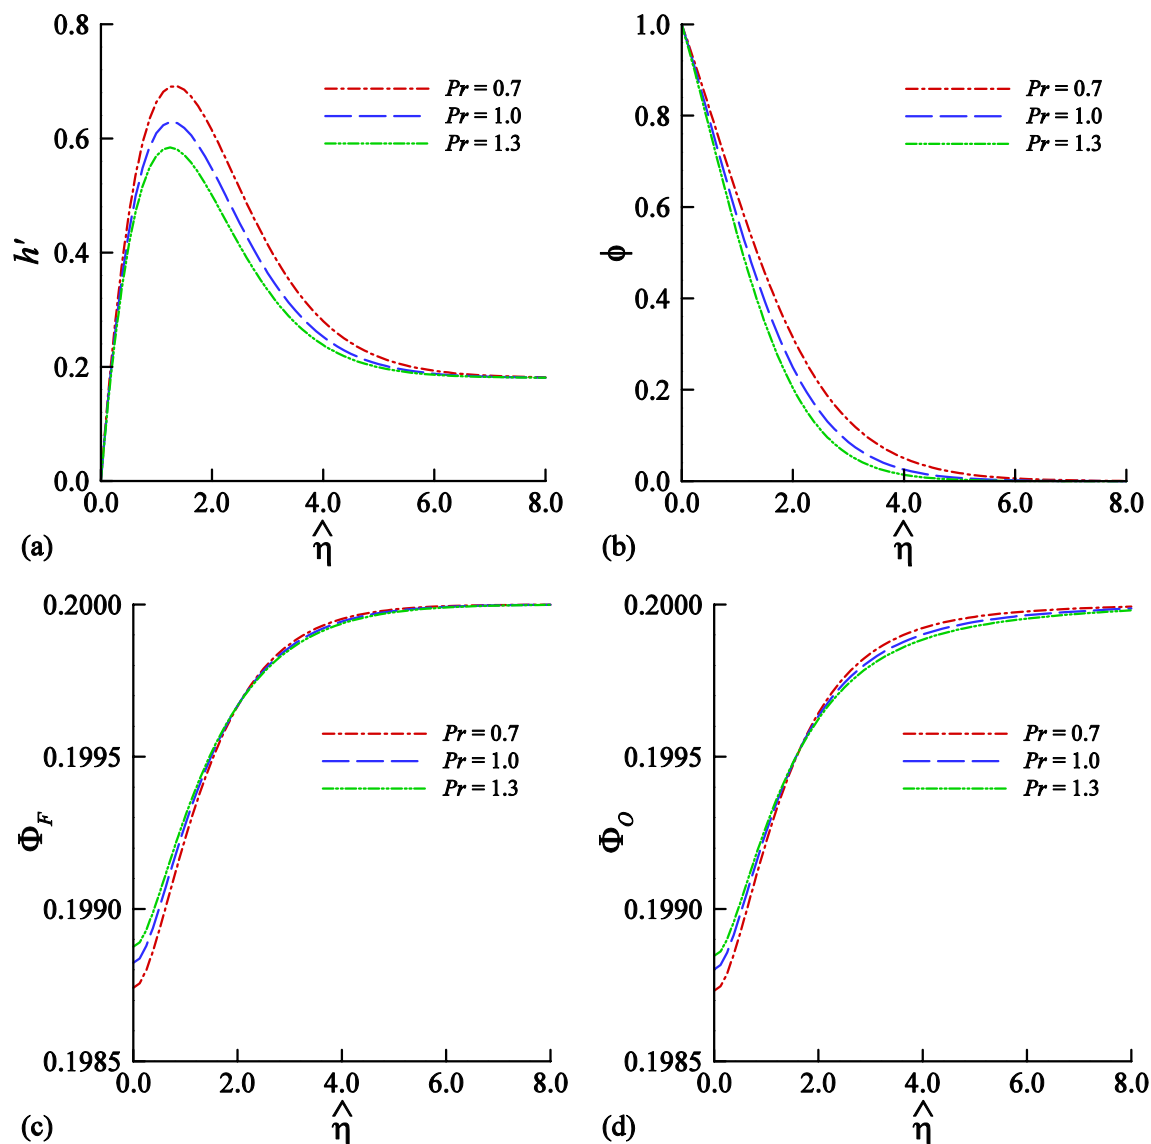 0.8
0.6
0.4
0.2
0.0
h'
Pr = 0.7
Pr = 1.0
Pr = 1.3
0.0 2.0 4.0 6.0 8.0
(a)
η̂
1.0
0.8
0.6
0.4
0.2
0.0
ϕ
Pr = 0.7
Pr = 1.0
Pr = 1.3
0.0 2.0 4.0 6.0 8.0
(b)
η̂
0.2000
0.1995
0.1990
0.1985
Φ_F
Pr = 0.7
Pr = 1.0
Pr = 1.3
0.0 2.0 4.0 6.0 8.0
(c)
η̂
0.2000
0.1995
0.1990
0.1985
Φ_O
Pr = 0.7
Pr = 1.0
Pr = 1.3
0.0 2.0 4.0 6.0 8.0
(d)
η̂